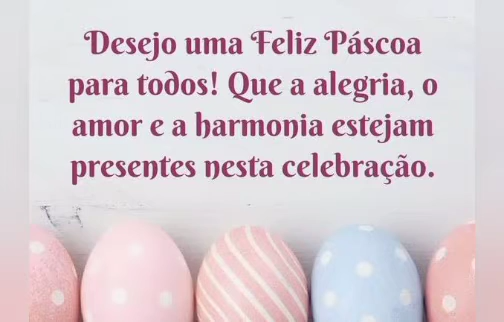 Desejo uma Feliz Páscoa
para todos! Que a alegria, o
amor e a harmonia estejam
presentes nesta celebração.